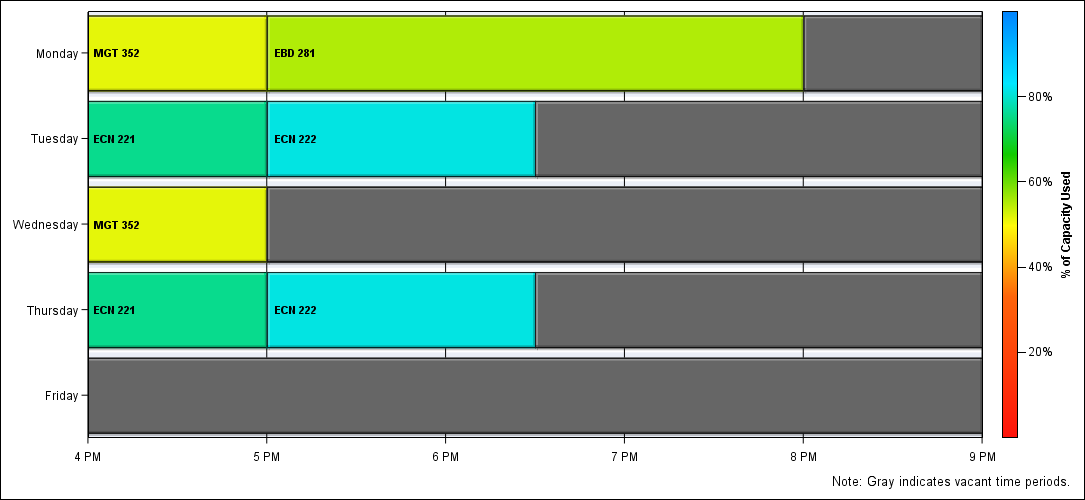 Monday
MGT 352
EBD 281
Tuesday
ECN 221
ECN 222
Wednesday
MGT 352
Thursday
ECN 221
ECN 222
Friday
4 PM
5 PM
6 PM
7 PM
8 PM
9 PM
80%
60%
40%
20%
% of Capacity Used
Note: Gray indicates vacant time periods.